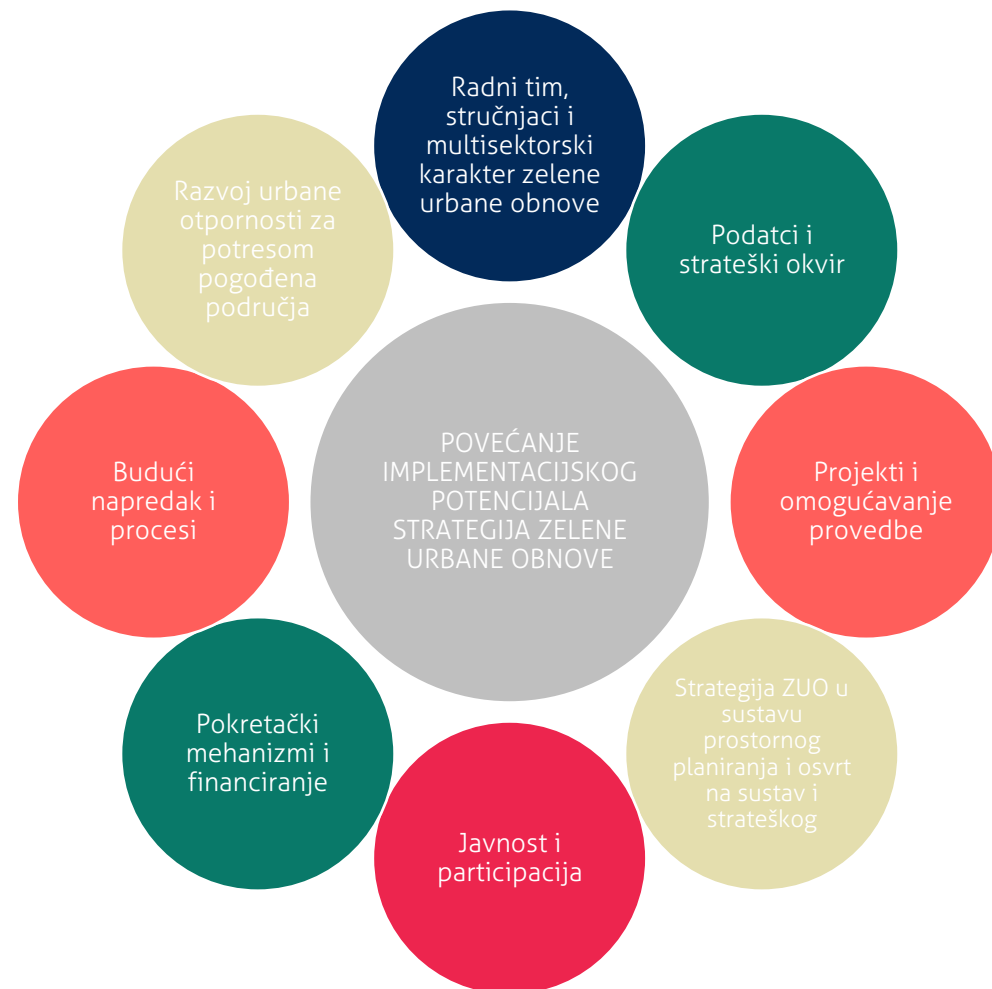 Radni tim,
stručnjaci i
multisektorski
karakter zelene
urbane obnove
Podatci i
strateški okvir
Projekti i
omogućavanje
provedbe
Strategija ZUO u
sustavu
prostornog
planiranja i osvrt
na sustav i
strateškog
Javnost i
participacija
Pokretački
mehanizmi i
financiranje
Budući
napredak i
procesi
Razvoj urbane
otpornosti za
potresom
pogođena
područja
POVEĆANJE
IMPLEMENTACIJSKOG
POTENCIJALA
STRATEGIJA ZELENE
URBANE OBNOVE